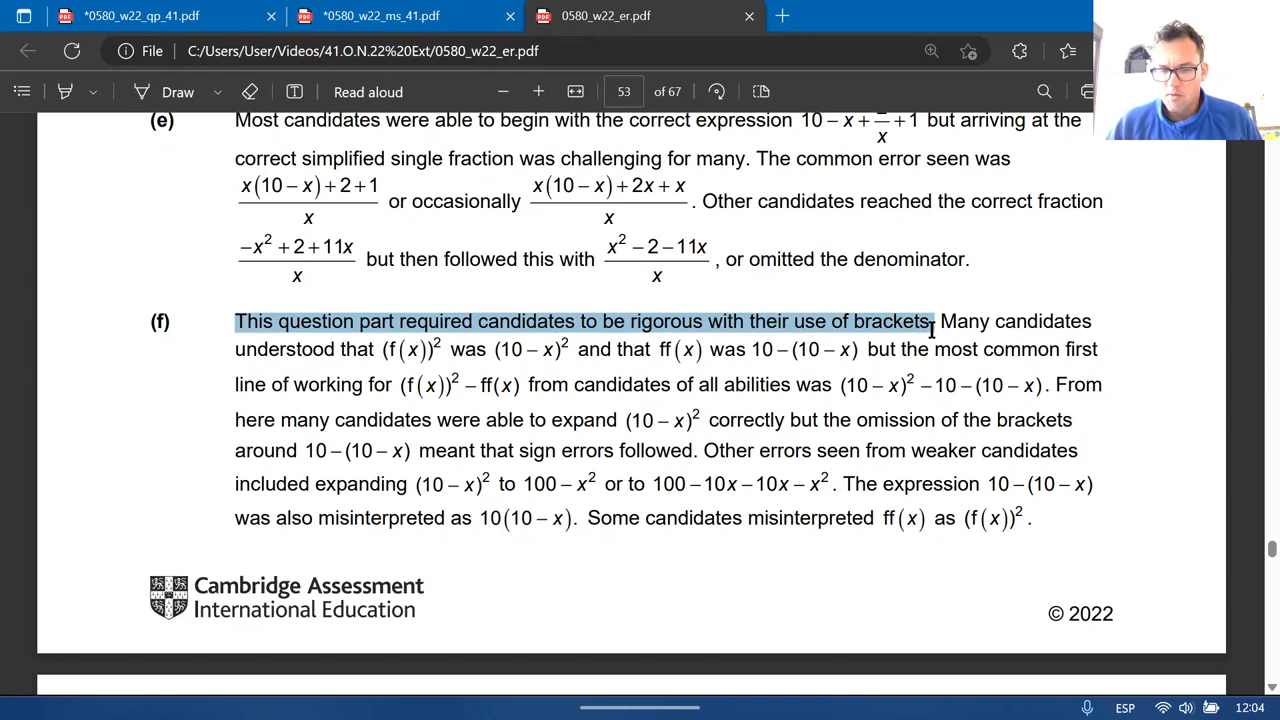 *0580_w22_qp_41.pdf
*0580_w22_ms_41.pdf
0580_w22_er.pdf
File
C:/Users/User/Videos/41.O.N.22%20Ext/0580_w22_er.pdf
Draw
Read aloud
53
of 67
(e) Most candidates were able to begin with the correct expression 10 − x + –/x + 1 but arriving at the
correct simplified single fraction was challenging for many. The common error seen was
(x(10 − x) + 2 + 1)/x or occasionally (x(10 − x) + 2x + x)/x. Other candidates reached the correct fraction
(−x² + 2 + 11x)/x but then followed this with (x² − 2 − 11x)/x, or omitted the denominator.
(f) This question part required candidates to be rigorous with their use of brackets. Many candidates
understood that (f(x))² was (10 − x)² and that ff(x) was 10 − (10 − x) but the most common first
line of working for (f(x))² − ff(x) from candidates of all abilities was (10 − x)² − 10 − (10 − x). From
here many candidates were able to expand (10 − x)² correctly but the omission of the brackets
around 10 − (10 − x) meant that sign errors followed. Other errors seen from weaker candidates
included expanding (10 − x)² to 100 − x² or to 100 − 10x − 10x − x². The expression 10 − (10 − x)
was also misinterpreted as 10(10 − x). Some candidates misinterpreted ff(x) as (f(x))².
Cambridge Assessment
International Education
© 2022
ESP
12:04